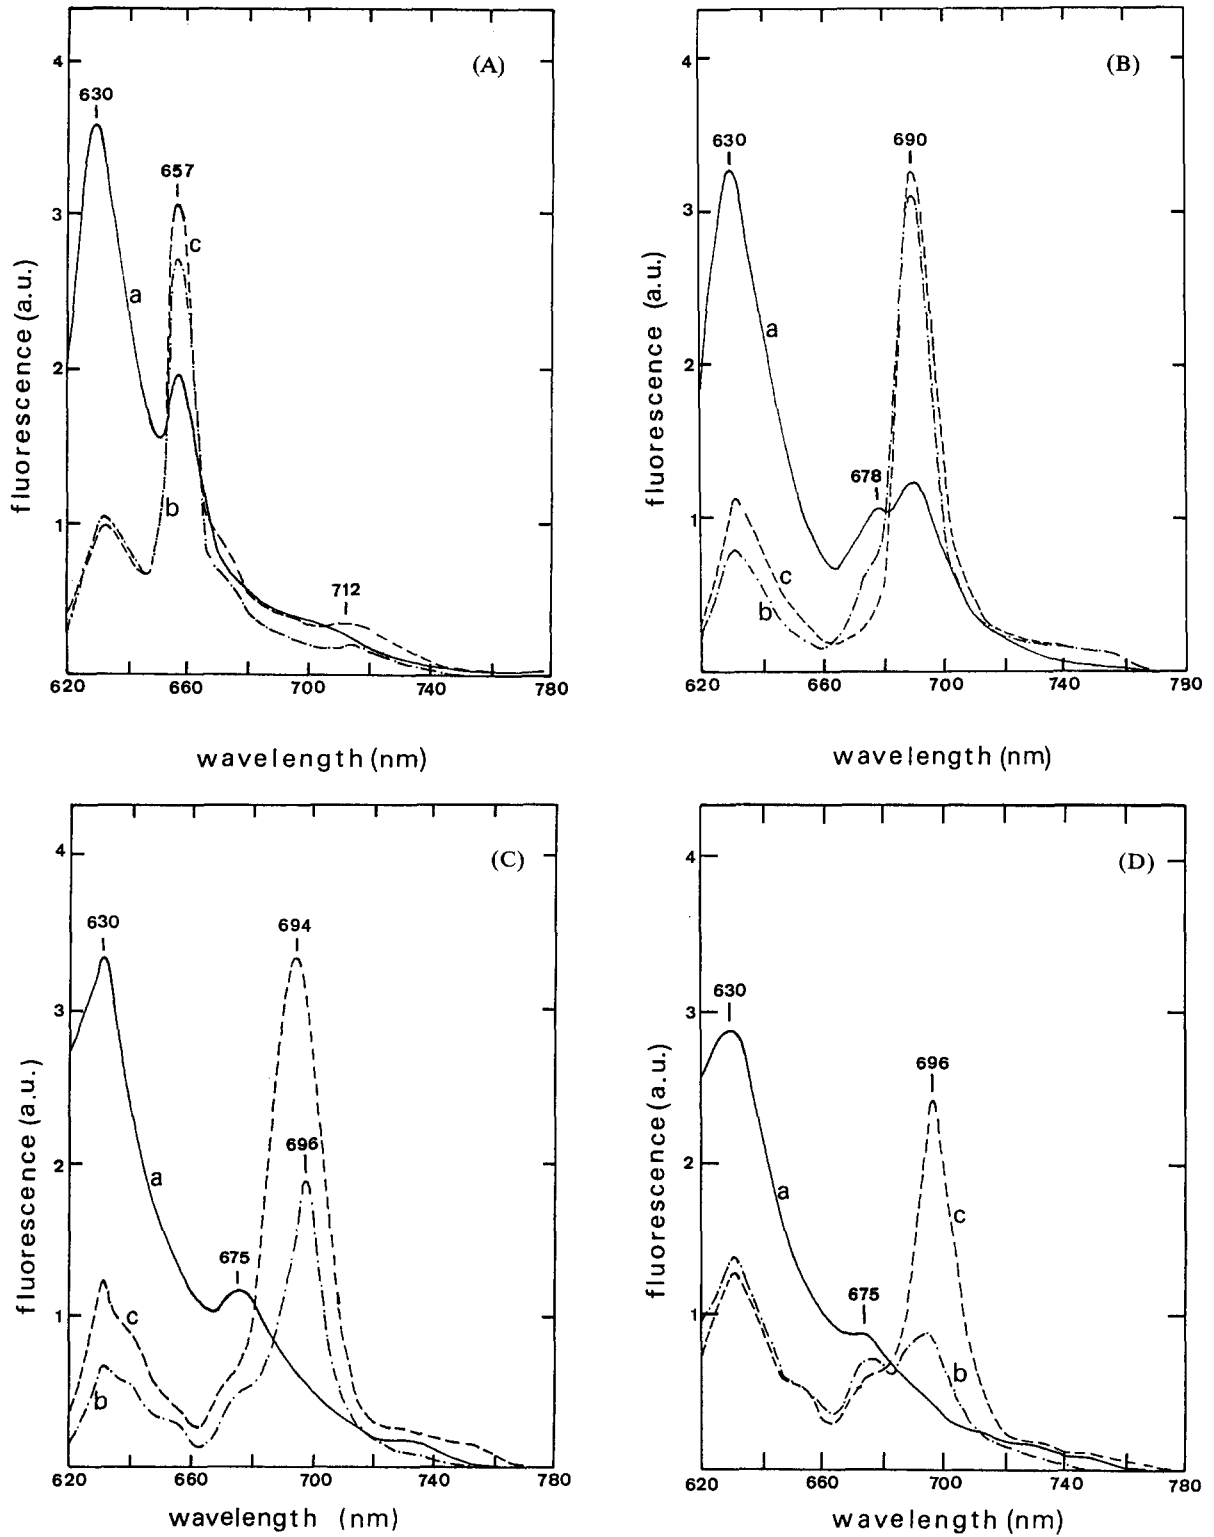 (A)
630
657
712
a
b
c
4
3
2
1
620 660 700 740 780
fluorescence (a.u.)
wavelength (nm)
(B)
630
690
678
a
b
c
4
3
2
1
620 660 700 740 780
fluorescence (a.u.)
wavelength (nm)
(C)
630
694
696
675
a
b
c
4
3
2
1
620 660 700 740 780
fluorescence (a.u.)
wavelength (nm)
(D)
630
696
675
a
b
c
4
3
2
1
620 660 700 740 780
fluorescence (a.u.)
wavelength (nm)